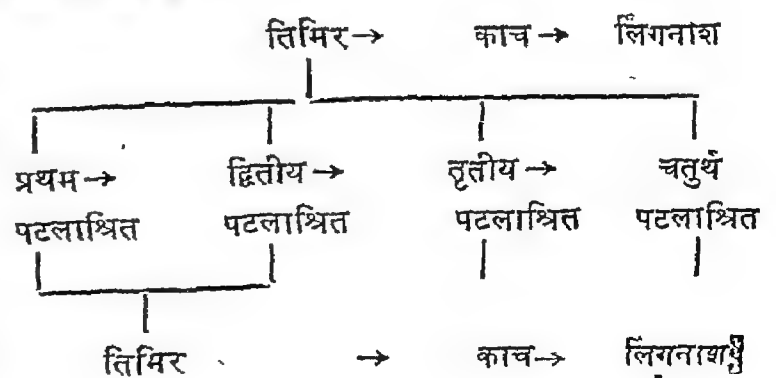 तिमिर→ काच→ लिंगनाश
प्रथम→ द्वितीय→ तृतीय→ चतुर्थ
पटलाश्रित पटलाश्रित पटलाश्रित पटलाश्रित
तिमिर → काच→ लिंगनाश